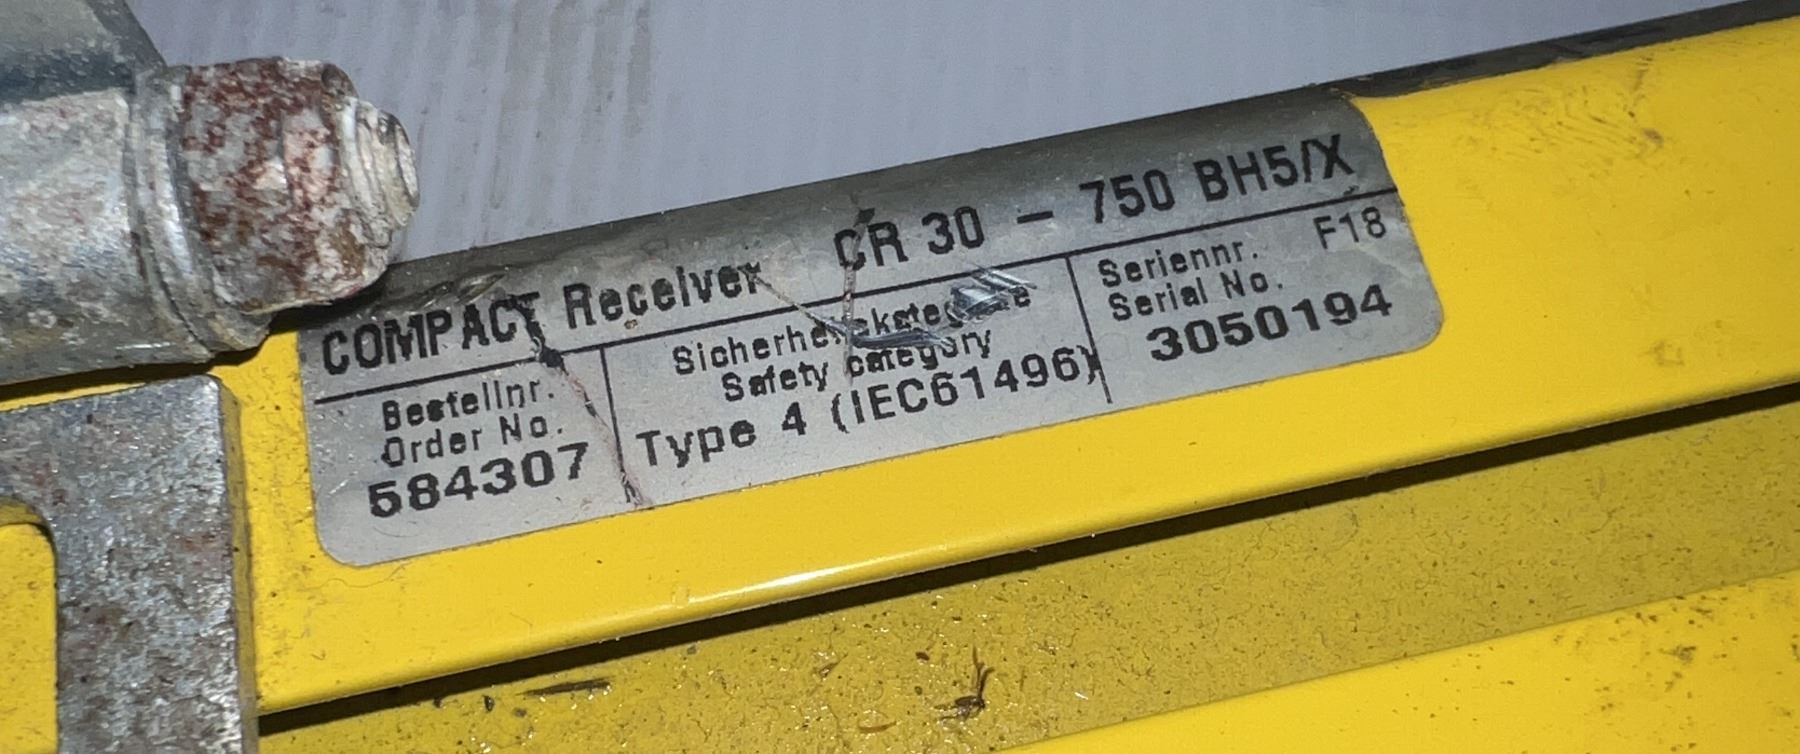 COMPACT Receiver CR 30 – 750 BH5/X
Bestellnr.
Order No.
584307
Sicherheitskategorie
Safety category
Type 4 (IEC61496)
Seriennr. F18
Serial No.
3050194